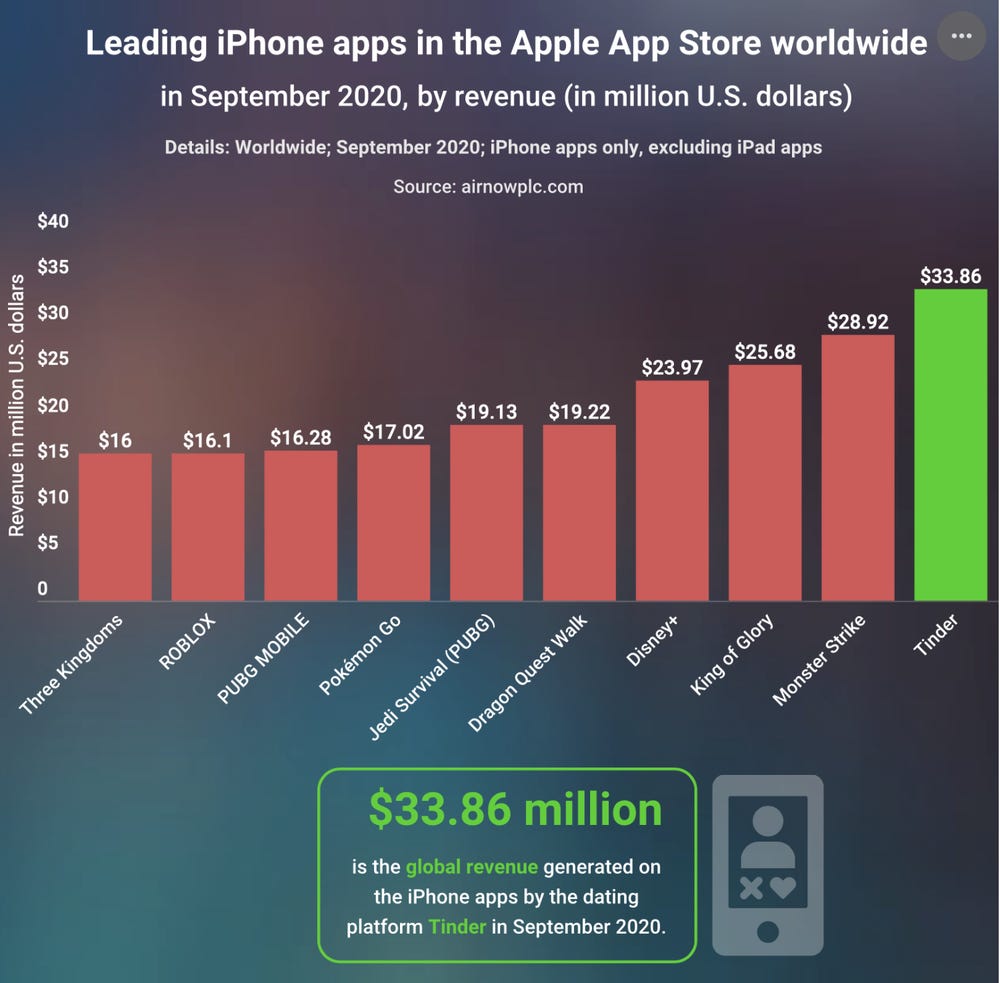 Leading iPhone apps in the Apple App Store worldwide
in September 2020, by revenue (in million U.S. dollars)
Details: Worldwide; September 2020; iPhone apps only, excluding iPad apps
Source: airnowplc.com
Revenue in million U.S. dollars
$40
$35
$30
$25
$20
$15
$10
$5
0
$16
$16.1
$16.28
$17.02
$19.13
$19.22
$23.97
$25.68
$28.92
$33.86
Three Kingdoms
ROBLOX
PUBG MOBILE
Pokémon Go
Jedi Survival (PUBG)
Dragon Quest Walk
Disney+
King of Glory
Monster Strike
Tinder
$33.86 million
is the global revenue generated on
the iPhone apps by the dating
platform Tinder in September 2020.